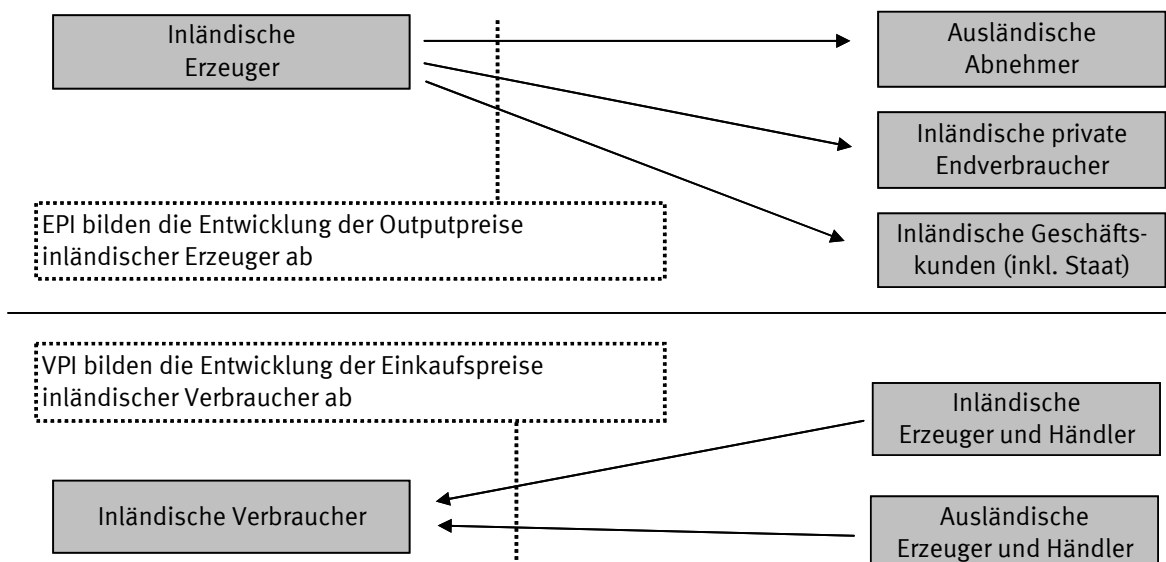 Inländische
Erzeuger
Ausländische
Abnehmer
Inländische private
Endverbraucher
EPI bilden die Entwicklung der Outputpreise
inländischer Erzeuger ab
Inländische Geschäfts-
kunden (inkl. Staat)
VPI bilden die Entwicklung der Einkaufspreise
inländischer Verbraucher ab
Inländische
Erzeuger und Händler
Inländische Verbraucher
Ausländische
Erzeuger und Händler